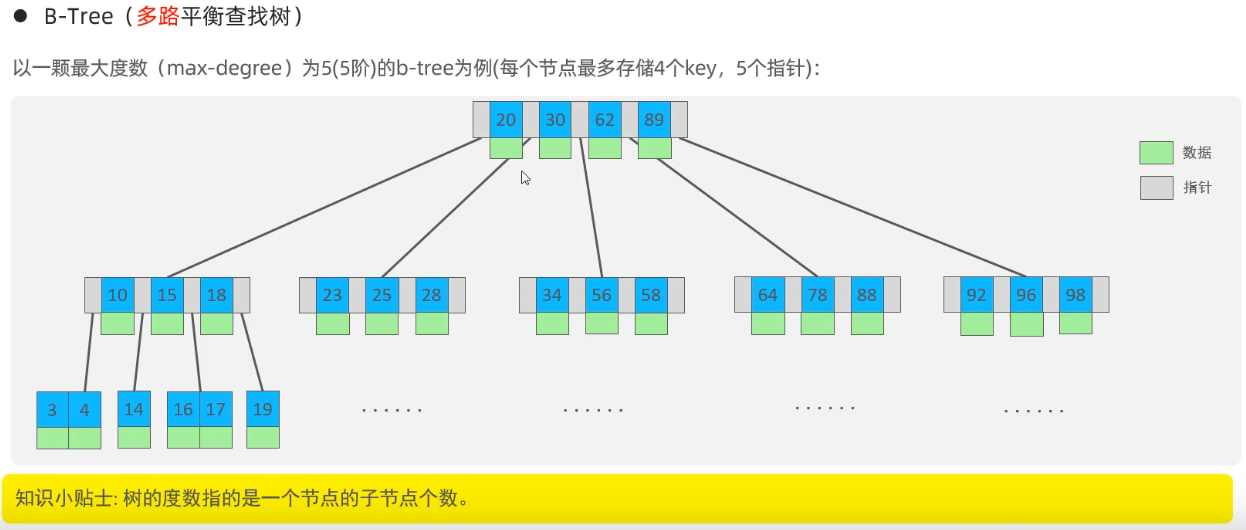 ● B-Tree（多路平衡查找树）
以一颗最大度数（max-degree）为5(5阶)的b-tree为例(每个节点最多存储4个key，5个指针)：
20 30 62 89
数据
指针
10 15 18 23 25 28 34 56 58 64 78 88 92 96 98
3 4 14 16 17 19 ······ ······ ······ ······
知识小贴士: 树的度数指的是一个节点的子节点个数。